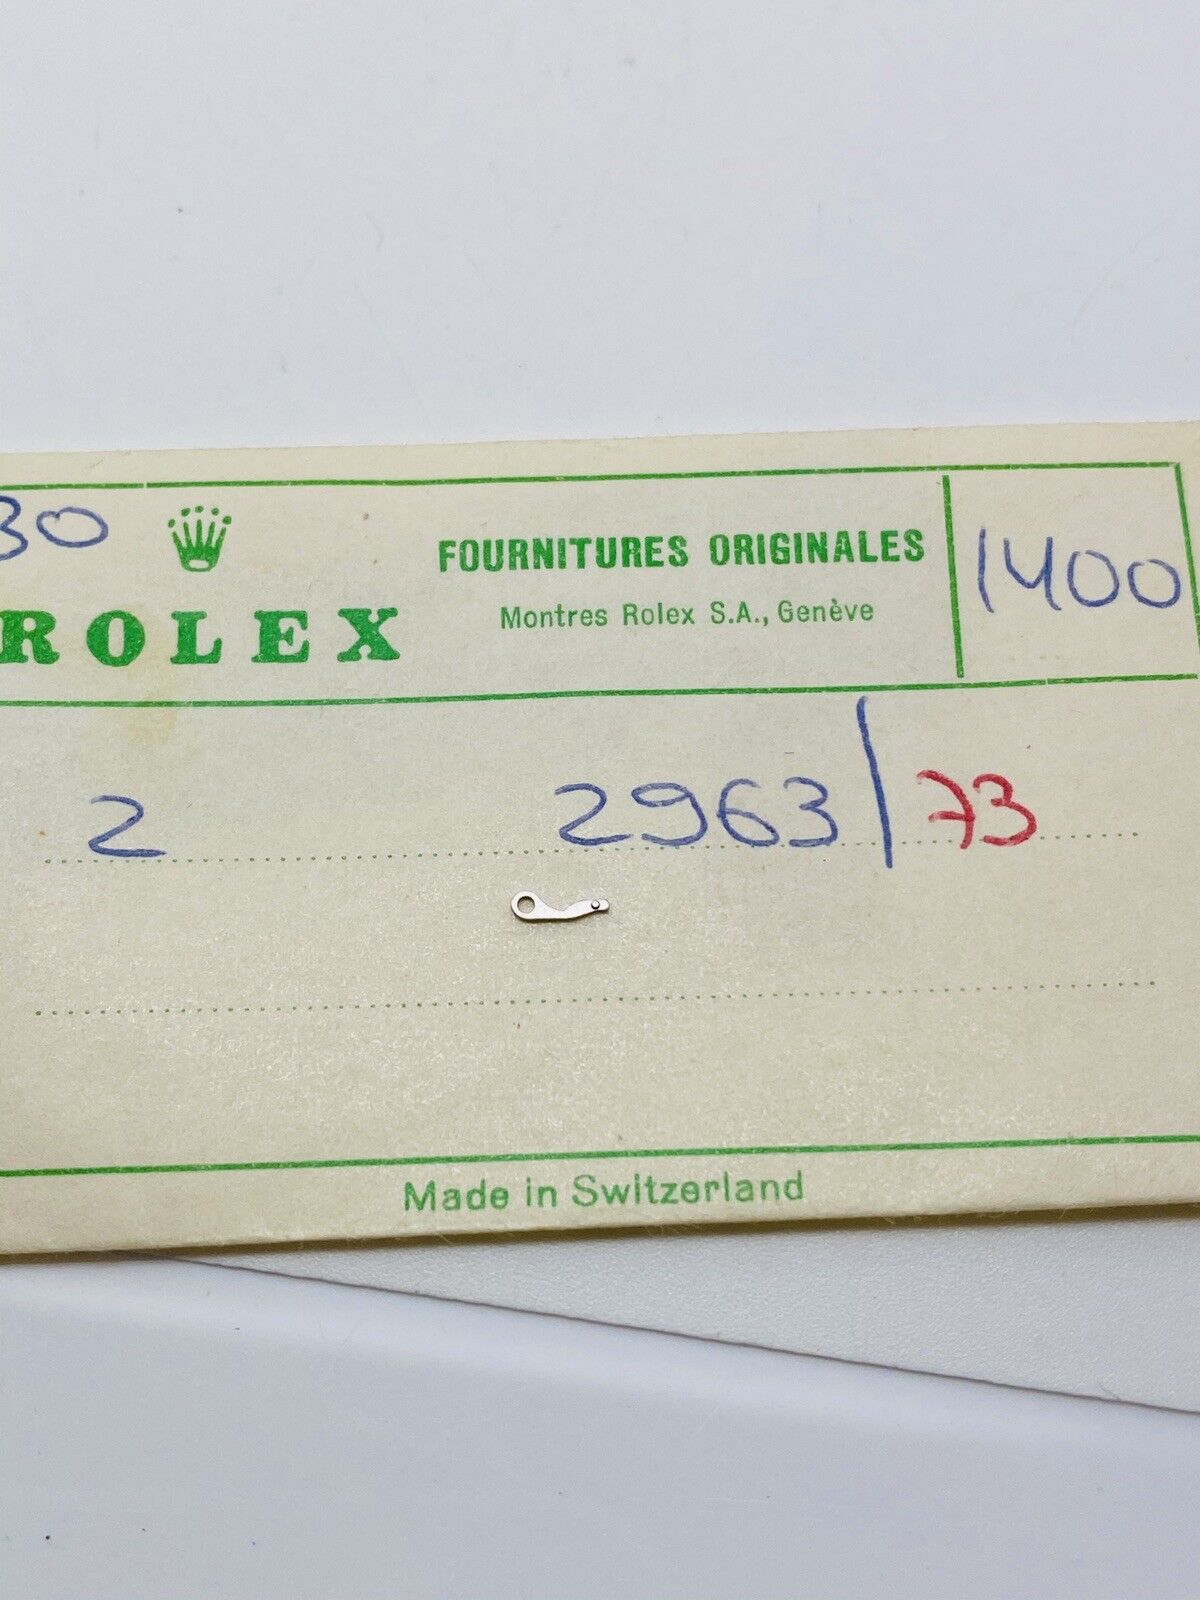 30
FOURNITURES ORIGINALES
1400
ROLEX
Montres Rolex S.A., Genève
2 2963/73
Made in Switzerland